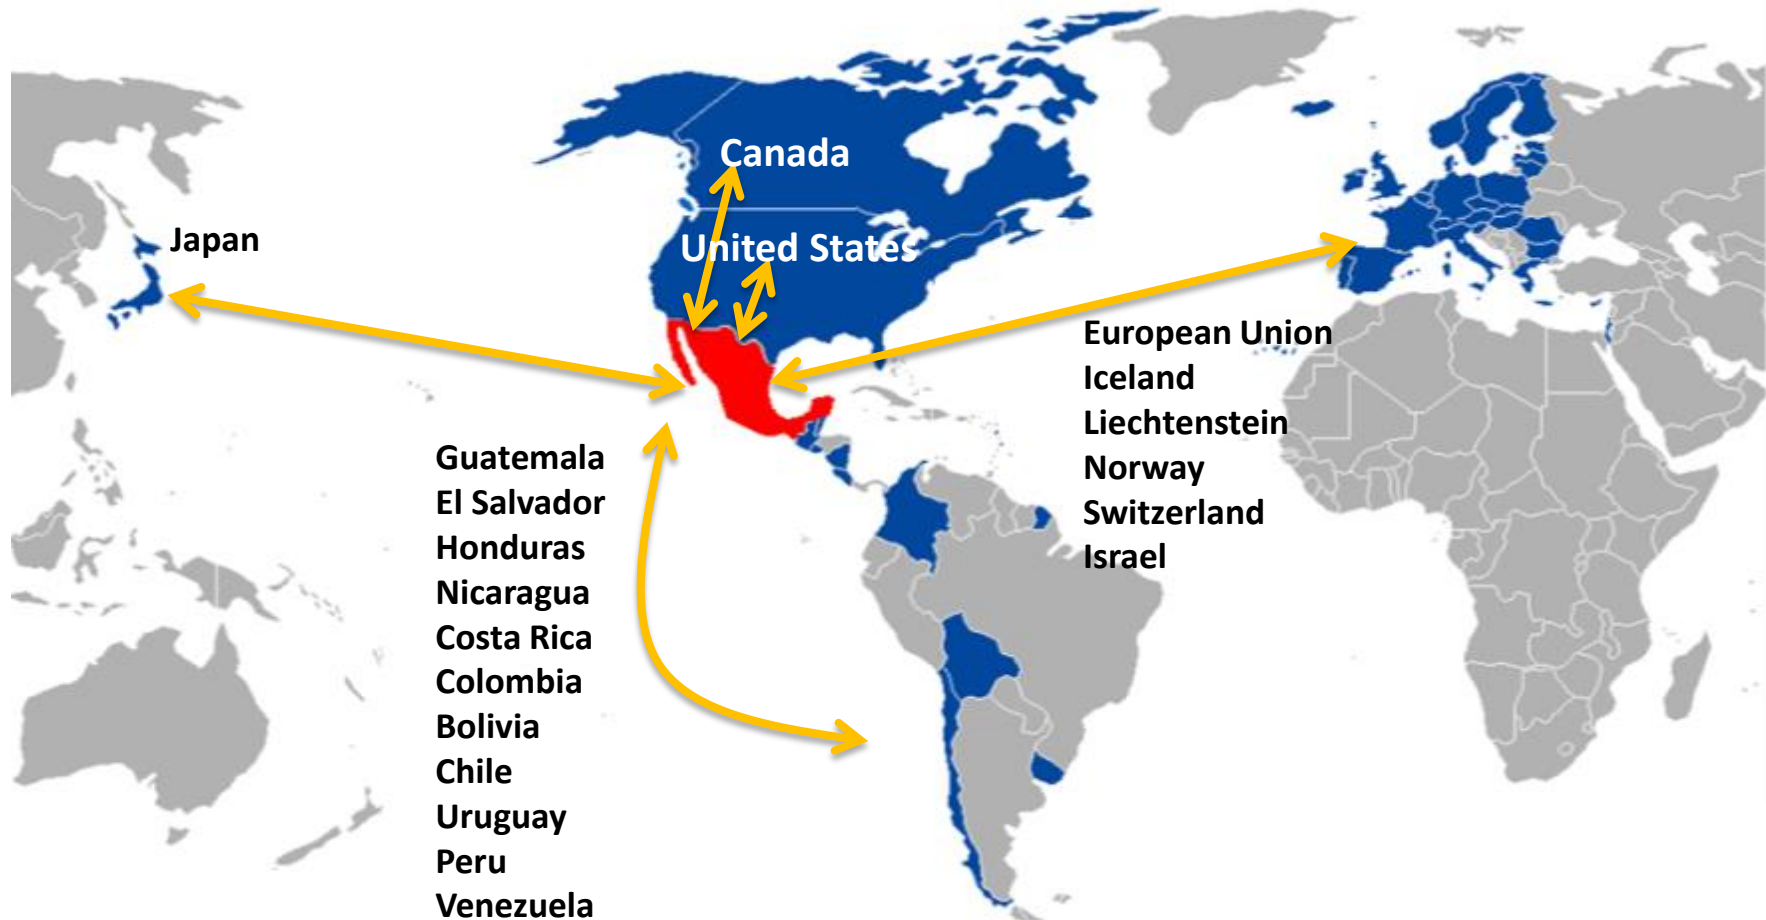 Canada
United States
Japan
European Union
Iceland
Liechtenstein
Norway
Switzerland
Israel
Guatemala
El Salvador
Honduras
Nicaragua
Costa Rica
Colombia
Bolivia
Chile
Uruguay
Peru
Venezuela